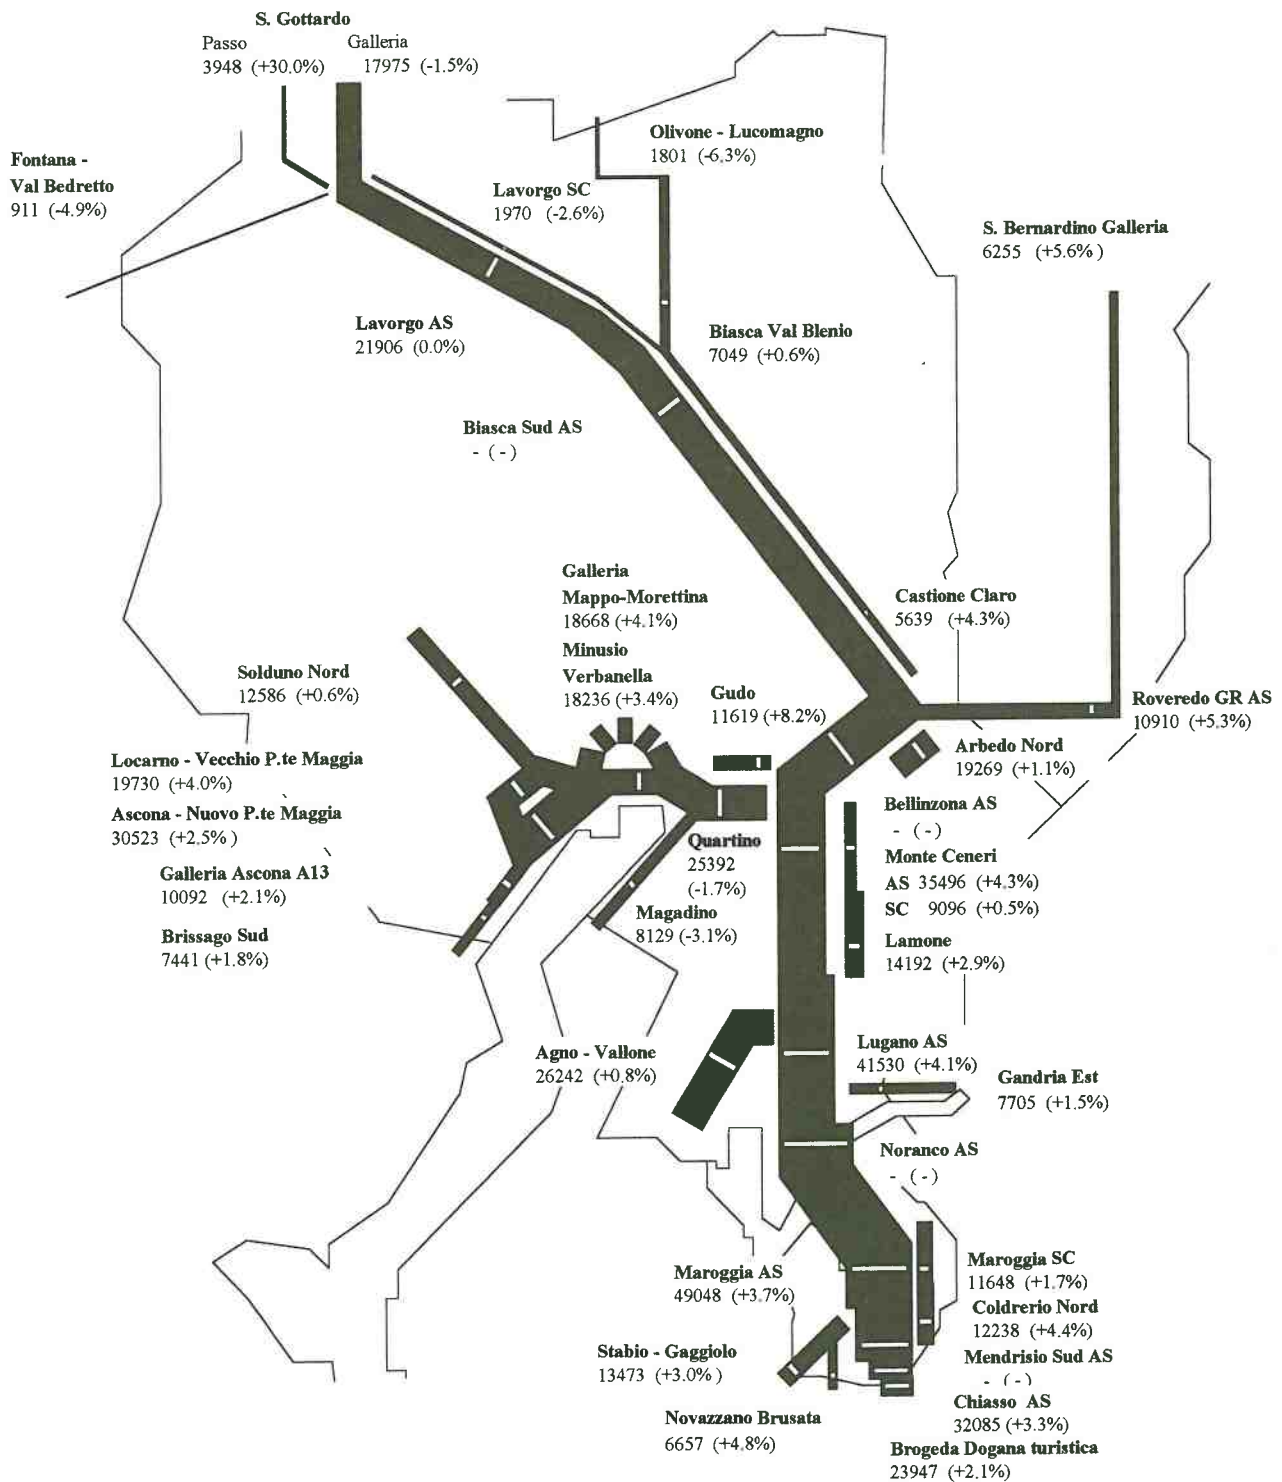 S. Gottardo
Passo
3948 (+30.0%)
Galleria
17975 (-1.5%)
Fontana -
Val Bedretto
911 (-4.9%)
Olivone - Lucomagno
1801 (-6.3%)
Lavorgo SC
1970 (-2.6%)
S. Bernardino Galleria
6255 (+5.6% )
Lavorgo AS
21906 (0.0%)
Biasca Val Blenio
7049 (+0.6%)
Biasca Sud AS
- ( - )
Galleria
Mappo-Morettina
18668 (+4.1%)
Minusio
Verbanella
18236 (+3.4%)
Castione Claro
5639 (+4.3%)
Solduno Nord
12586 (+0.6%)
Gudo
11619 (+8.2%)
Roveredo GR AS
10910 (+5.3%)
Arbedo Nord
19269 (+1.1%)
Locarno - Vecchio P.te Maggia
19730 (+4.0%)
Ascona - Nuovo P.te Maggia
30523 (+2.5% )
Galleria Ascona A13
10092 (+2.1%)
Brissago Sud
7441 (+1.8%)
Quartino
25392
(-1.7%)
Magadino
8129 (-3.1%)
Bellinzona AS
- ( - )
Monte Ceneri
AS 35496 (+4.3%)
SC 9096 (+0.5%)
Lamone
14192 (+2.9%)
Agno - Vallone
26242 (+0.8%)
Lugano AS
41530 (+4.1%)
Gandria Est
7705 (+1.5%)
Noranco AS
- ( - )
Maroggia AS
49048 (+3.7%)
Maroggia SC
11648 (+1.7%)
Coldrerio Nord
12238 (+4.4%)
Stabio - Gaggiolo
13473 (+3.0% )
Mendrisio Sud AS
- ( - )
Chiasso AS
32085 (+3.3%)
Novazzano Brusata
6657 (+4.8%)
Brogeda Dogana turistica
23947 (+2.1%)